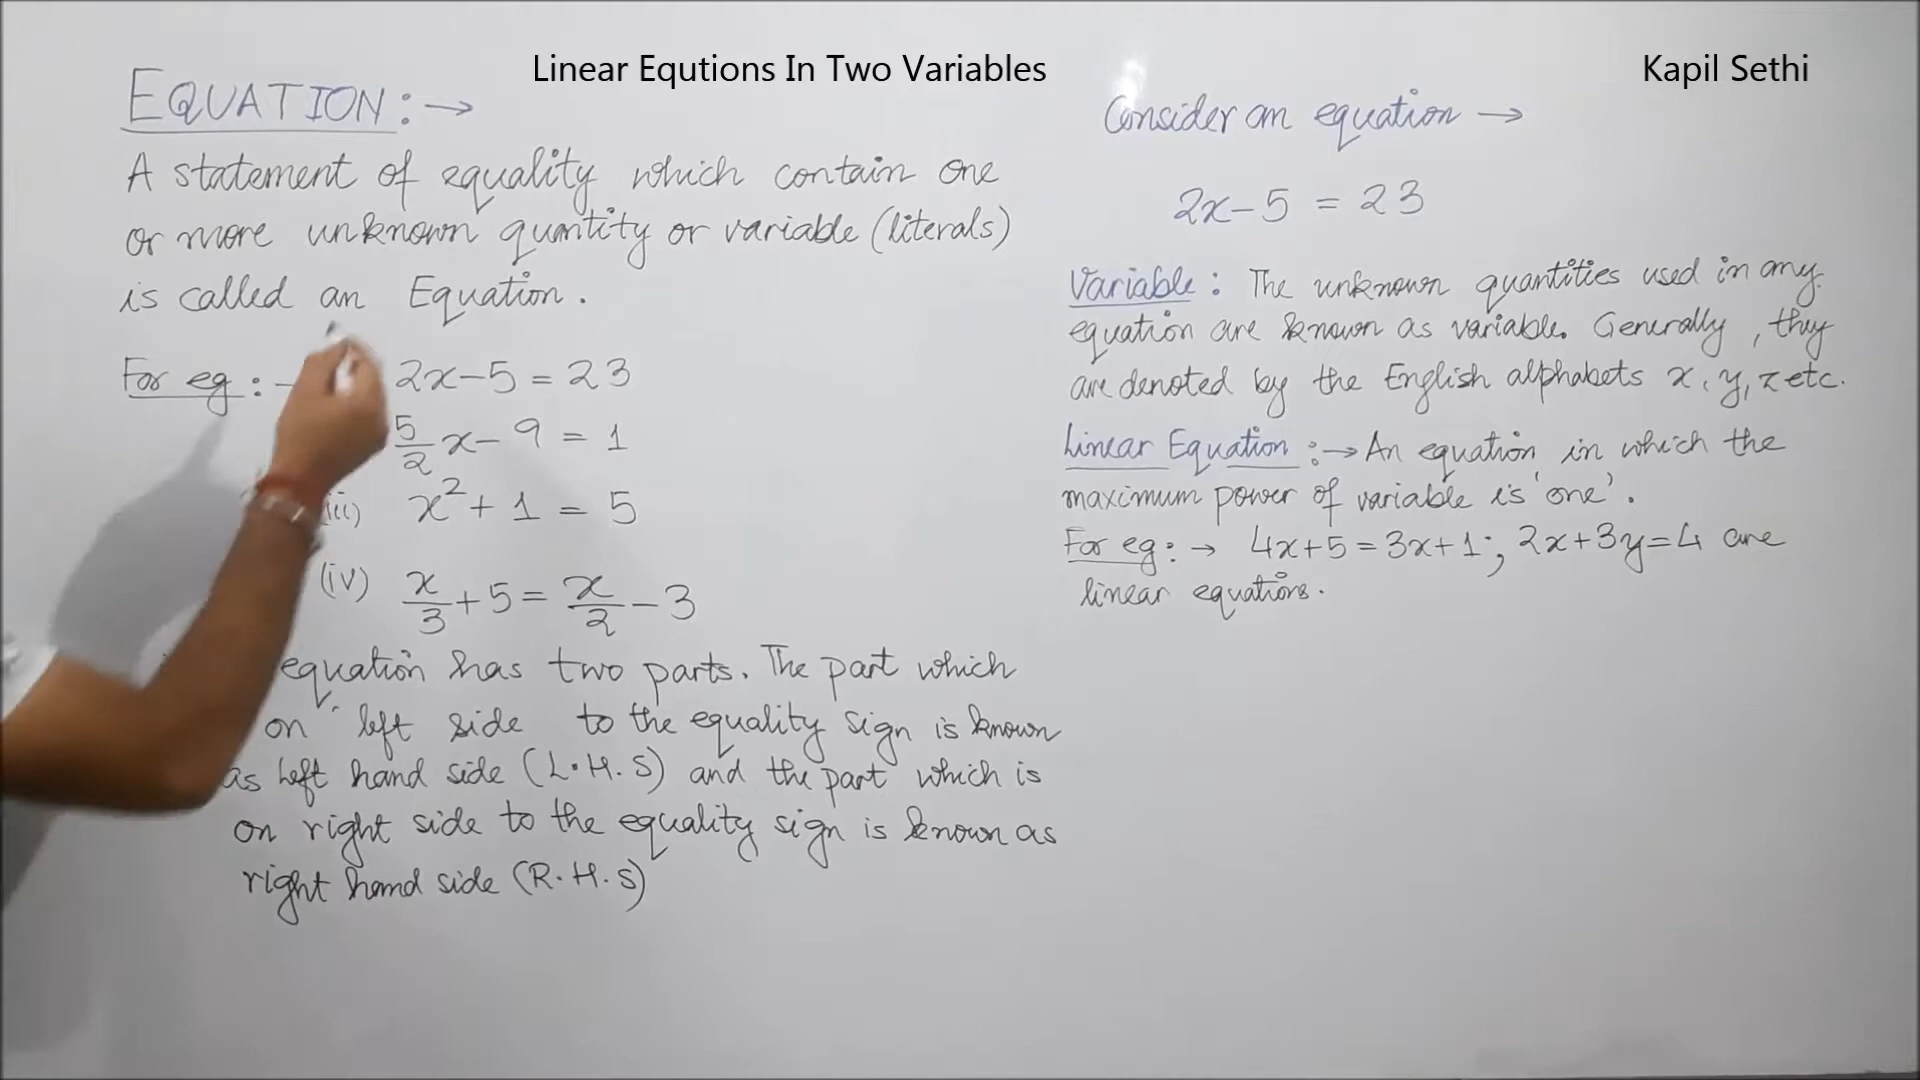 Linear Equtions In Two Variables
Kapil Sethi
EQUATION:→
A statement of equality which contain one
or more unknown quantity or variable (literals)
is called an Equation.
For eg:- 2x-5=23
5/2 x-9=1
(iii) x²+1=5
(iv) x/3+5=x/2-3
equation has two parts. The part which
on left side to the equality sign is known
as left hand side (L.H.S) and the part which is
on right side to the equality sign is known as
right hand side (R.H.S)
Consider an equation →
2x-5=23
Variable: The unknown quantities used in any
equation are known as variable. Generally, they
are denoted by the English alphabets x, y, z etc.
Linear Equation:→An equation in which the
maximum power of variable is 'one'.
For eg:→ 4x+5=3x+1; 2x+3y=4 are
linear equations.